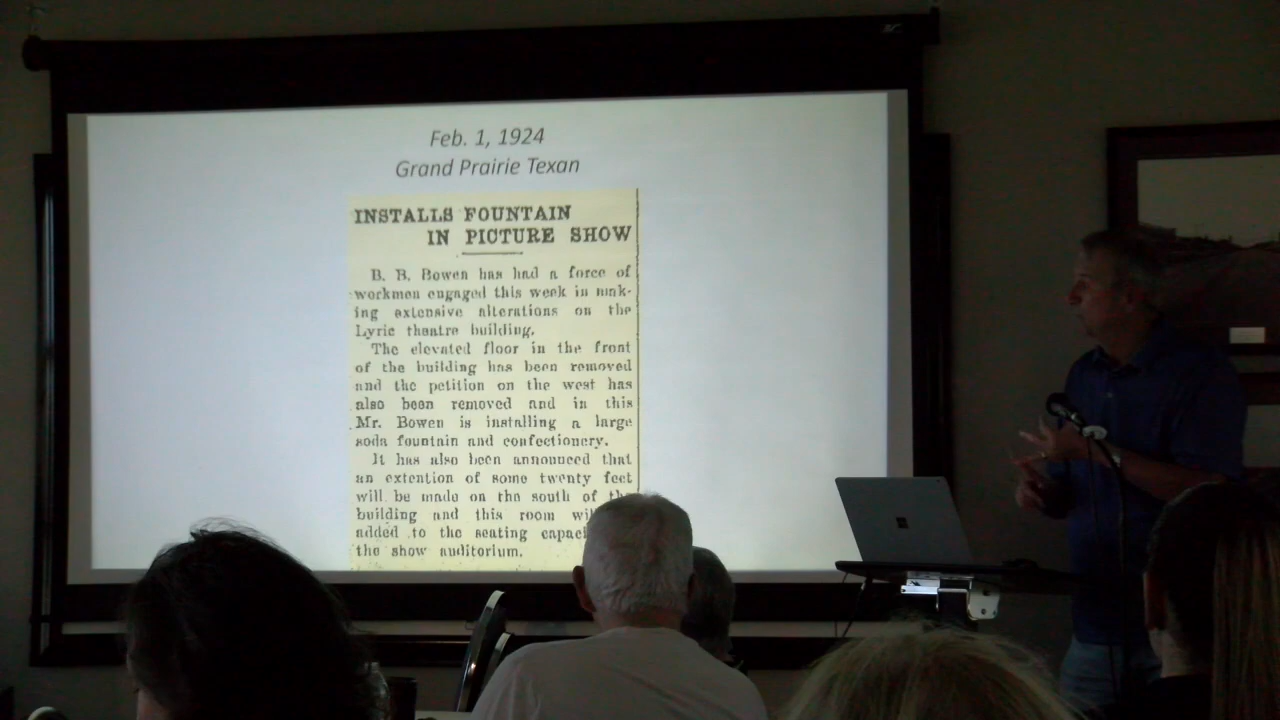 Feb. 1, 1924
Grand Prairie Texan
INSTALLS FOUNTAIN
IN PICTURE SHOW
B. B. Bowen has had a force of
workmen engaged this week in mak-
ing extensive alterations on the
Lyric theatre building.
The elevated floor in the front
of the building has been removed
and the petition on the west has
also been removed and in this
Mr. Bowen is installing a large
soda fountain and confectionery.
It has also been announced that
an extention of some twenty feet
will be made on the south of
building and this room
added to the seating
the show auditorium.